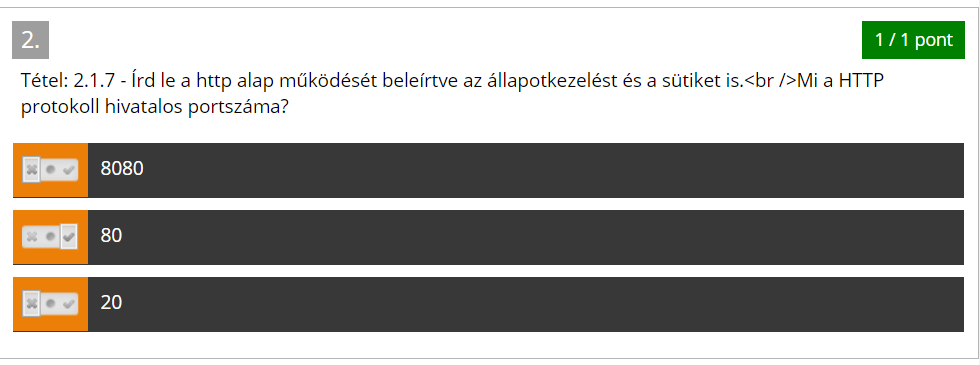 2.
1 / 1 pont
Tétel: 2.1.7 - Írd le a http alap működését beleírtve az állapotkezelést és a sütiket is.<br />Mi a HTTP
protokoll hivatalos portszáma?
8080
80
20